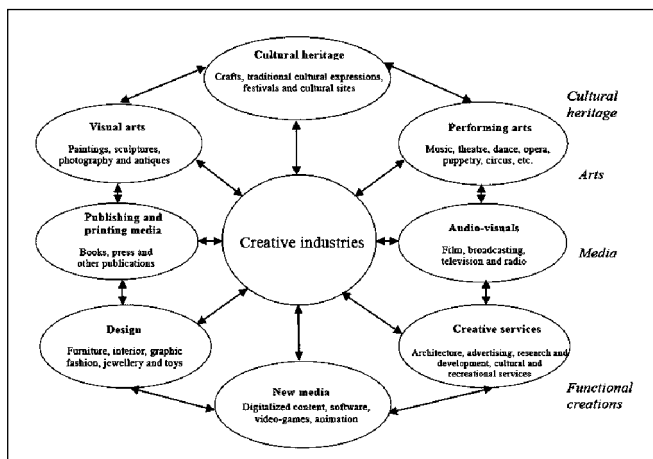 Cultural heritage
Crafts, traditional cultural expressions,
festivals and cultural sites
Cultural
heritage
Visual arts
Paintings, sculptures,
photography and antiques
Performing arts
Music, theatre, dance, opera,
puppetry, circus, etc.
Arts
Publishing and
printing media
Books, press and
other publications
Creative industries
Audio-visuals
Film, broadcasting,
television and radio
Media
Design
Furniture, interior, graphic
fashion, jewellery and toys
Creative services
Architecture, advertising, research and
development, cultural and
recreational services
New media
Digitalized content, software,
video-games, animation
Functional
creations